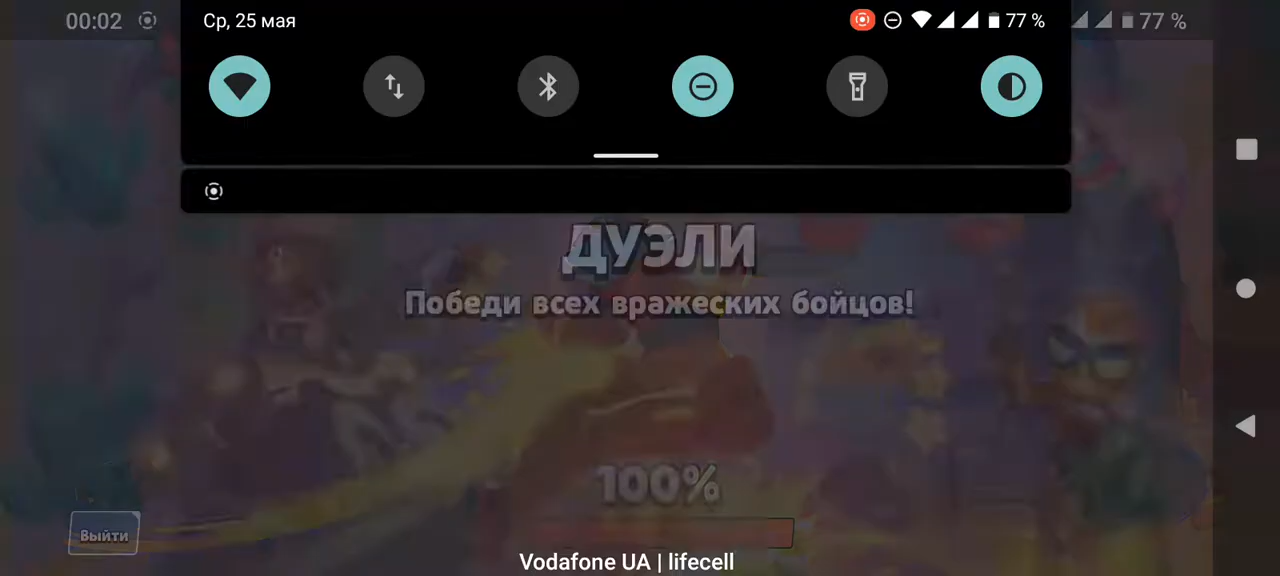 00:02
Ср, 25 мая
77 %
77 %
ДУЭЛИ
Победи всех вражеских бойцов!
100%
Выйти
Vodafone UA | lifecell